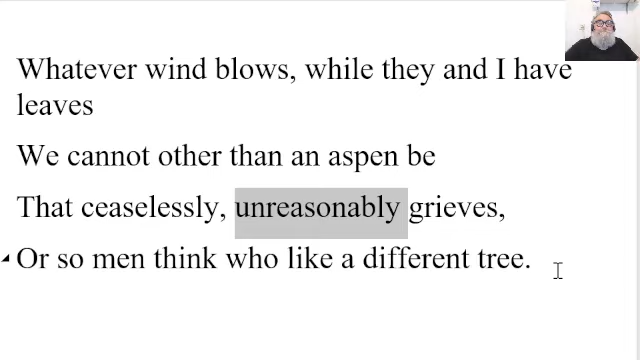 Whatever wind blows, while they and I have
leaves
We cannot other than an aspen be
That ceaselessly, unreasonably grieves,
Or so men think who like a different tree.